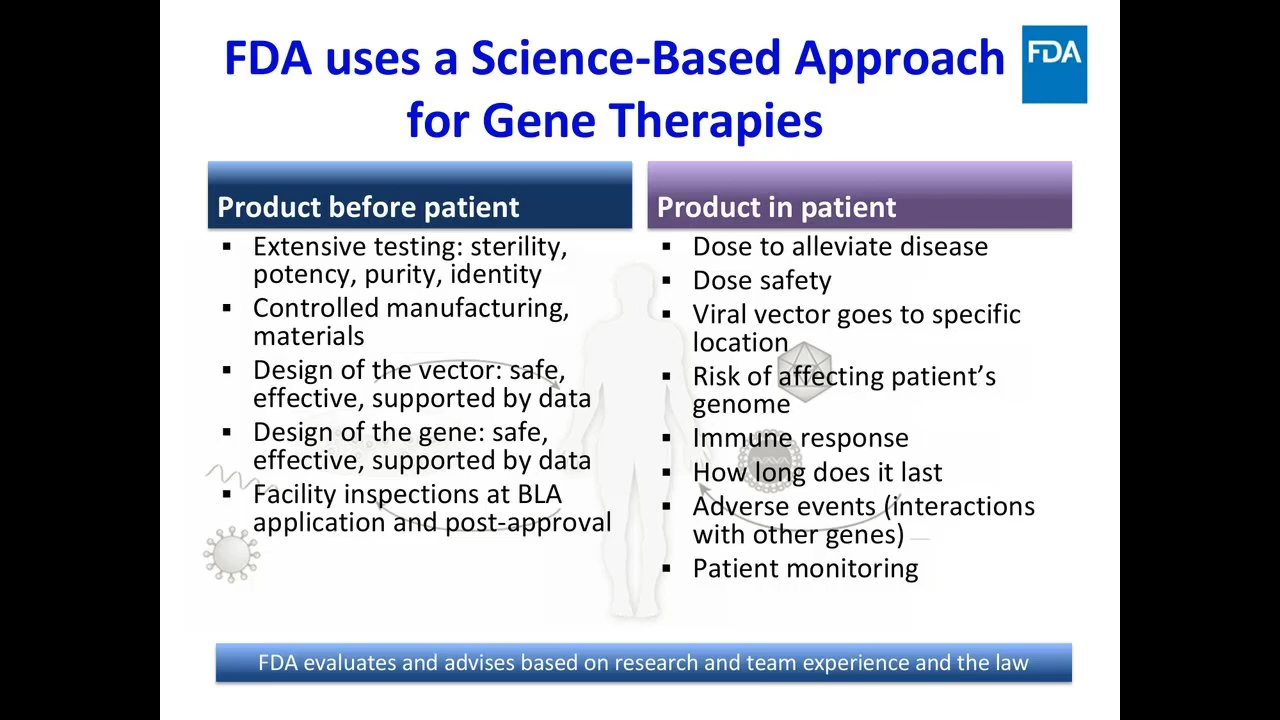 FDA uses a Science-Based Approach
for Gene Therapies
FDA
Product before patient
▪ Extensive testing: sterility,
potency, purity, identity
▪ Controlled manufacturing,
materials
▪ Design of the vector: safe,
effective, supported by data
▪ Design of the gene: safe,
effective, supported by data
▪ Facility inspections at BLA
application and post-approval
Product in patient
▪ Dose to alleviate disease
▪ Dose safety
▪ Viral vector goes to specific
location
▪ Risk of affecting patient’s
genome
▪ Immune response
▪ How long does it last
▪ Adverse events (interactions
with other genes)
▪ Patient monitoring
FDA evaluates and advises based on research and team experience and the law